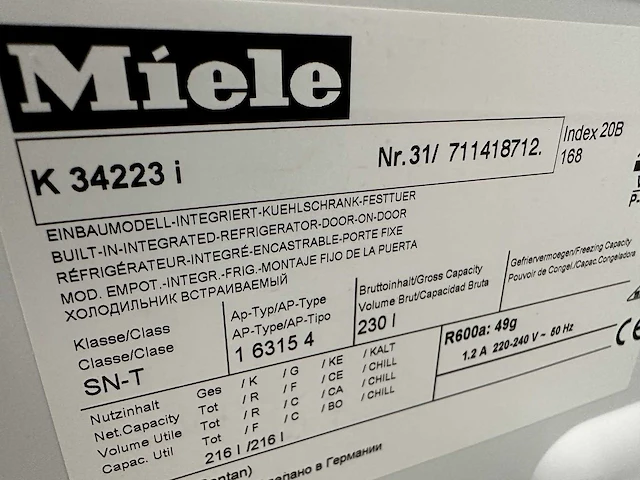 Miele
K 34223 i
Nr.31/ 711418712.
Index 20B
168
EINBAUMODELL-INTEGRIERT-KUEHLSCHRANK-FESTTUER
BUILT-IN-INTEGRATED-REFRIGERATOR-DOOR-ON-DOOR
RÉFRIGÉRATEUR-INTEGRÉ-ENCASTRABLE-PORTE FIXE
MOD. EMPOT.-INTEGR.-FRIG.-MONTAJE FIJO DE LA PUERTA
ХОЛОДИЛЬНИК ВСТРАИВАЕМЫЙ
Klasse/Class
Classe/Clase
SN-T
Ap-Typ/AP-Type
AP-Type/AP-Tipo
1 6315 4
Bruttoinhalt/Gross Capacity
Volume Brut/Capacidad Bruta
230 l
Gefriervermoegen/Freezing Capacity
Pouvoir de Congel./Capac.Congeladora
Nutzinhalt Ges / K / G / KE / KALT
Net.Capacity Tot / R / F / CE / CHILL
Volume Utile Tot / R / C / CA / CHILL
Capac. Util Tot / F / C / BO / CHILL
216 l /216 l
R600a: 49g
1.2 A 220-240 V ~ 50 Hz
CE